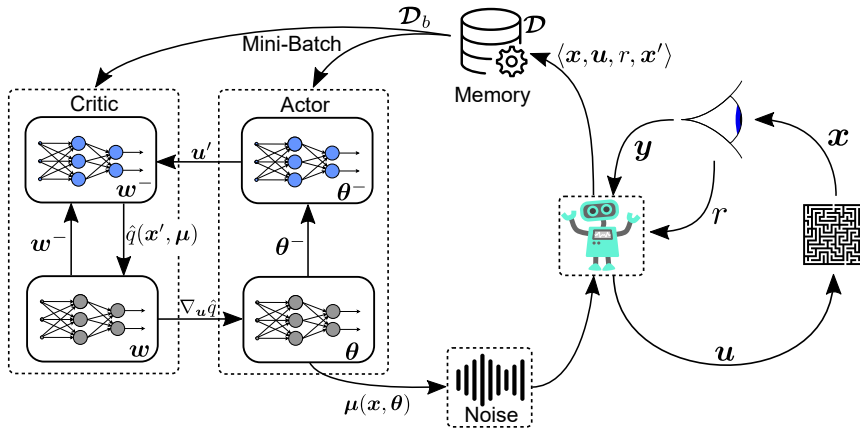 𝓓_b
𝓓
Mini-Batch
⟨x, u, r, x′⟩
Memory
Critic
Actor
y
x
u′
w⁻
θ⁻
r
w⁻
q̂(x′, μ)
θ⁻
∇_u q̂
w
θ
u
μ(x, θ)
Noise